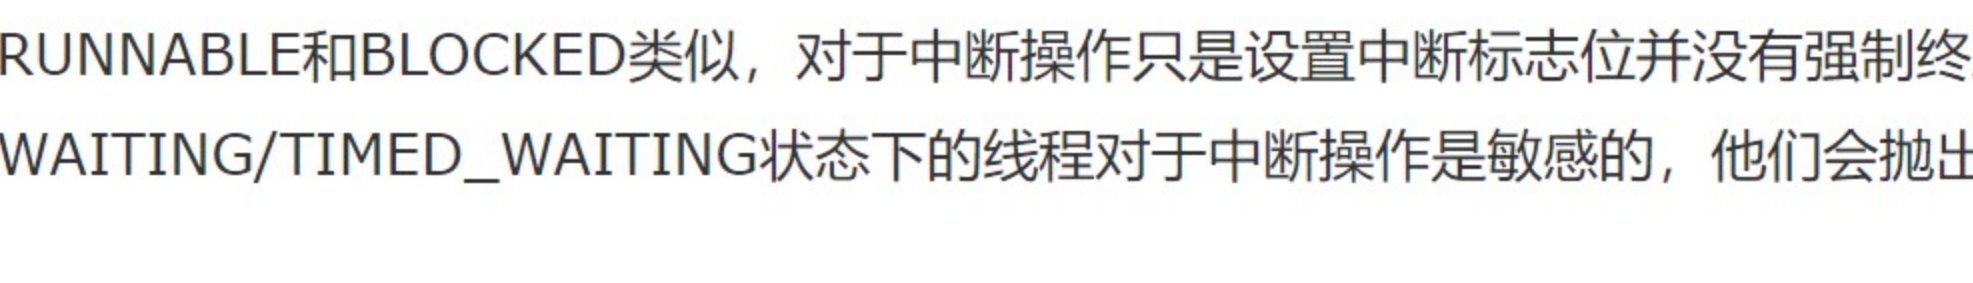 RUNNABLE和BLOCKED类似，对于中断操作只是设置中断标志位并没有强制终
WAITING/TIMED_WAITING状态下的线程对于中断操作是敏感的，他们会抛出